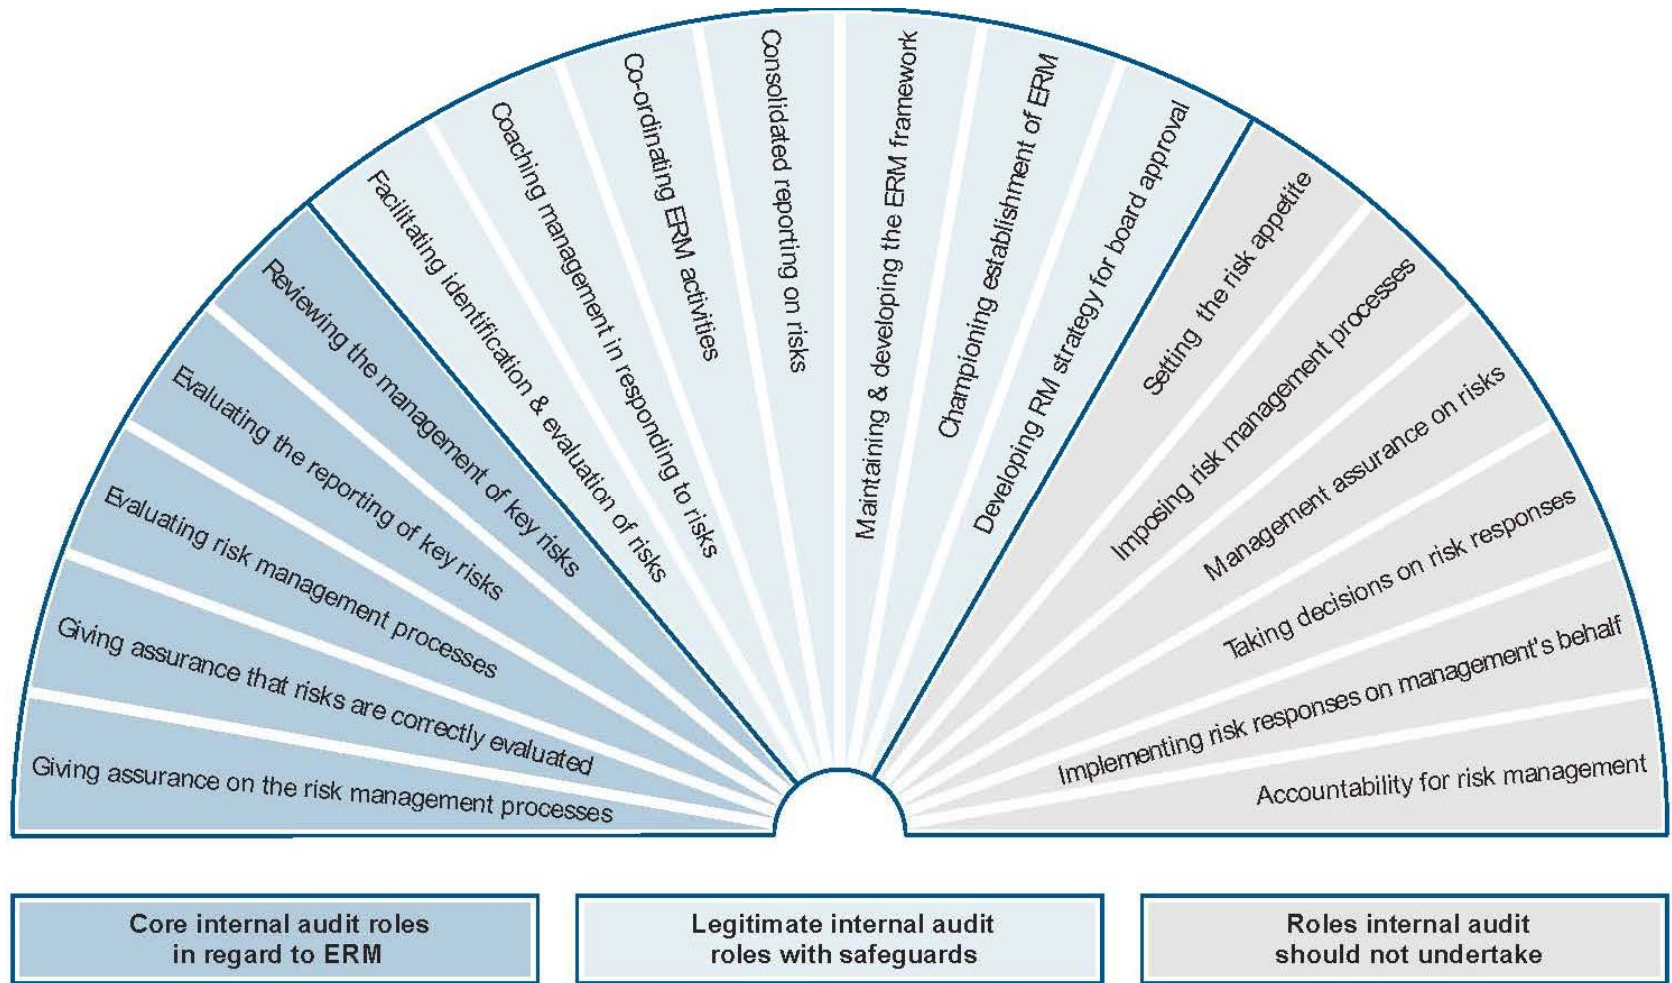 Giving assurance on the risk management processes
Giving assurance that risks are correctly evaluated
Evaluating risk management processes
Evaluating the reporting of key risks
Reviewing the management of key risks
Facilitating identification & evaluation of risks
Coaching management in responding to risks
Co-ordinating ERM activities
Consolidated reporting on risks
Maintaining & developing the ERM framework
Championing establishment of ERM
Developing RM strategy for board approval
Setting the risk appetite
Imposing risk management processes
Management assurance on risks
Taking decisions on risk responses
Implementing risk responses on management's behalf
Accountability for risk management
Core internal audit roles
in regard to ERM
Legitimate internal audit
roles with safeguards
Roles internal audit
should not undertake